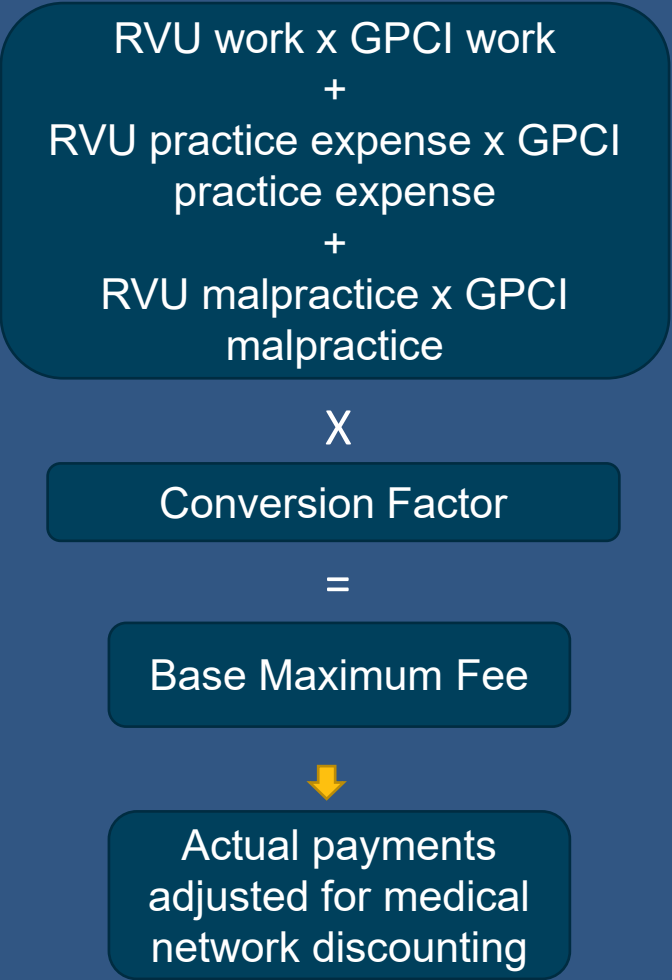 RVU work x GPCI work
+
RVU practice expense x GPCI
practice expense
+
RVU malpractice x GPCI
malpractice
X
Conversion Factor
=
Base Maximum Fee
Actual payments
adjusted for medical
network discounting